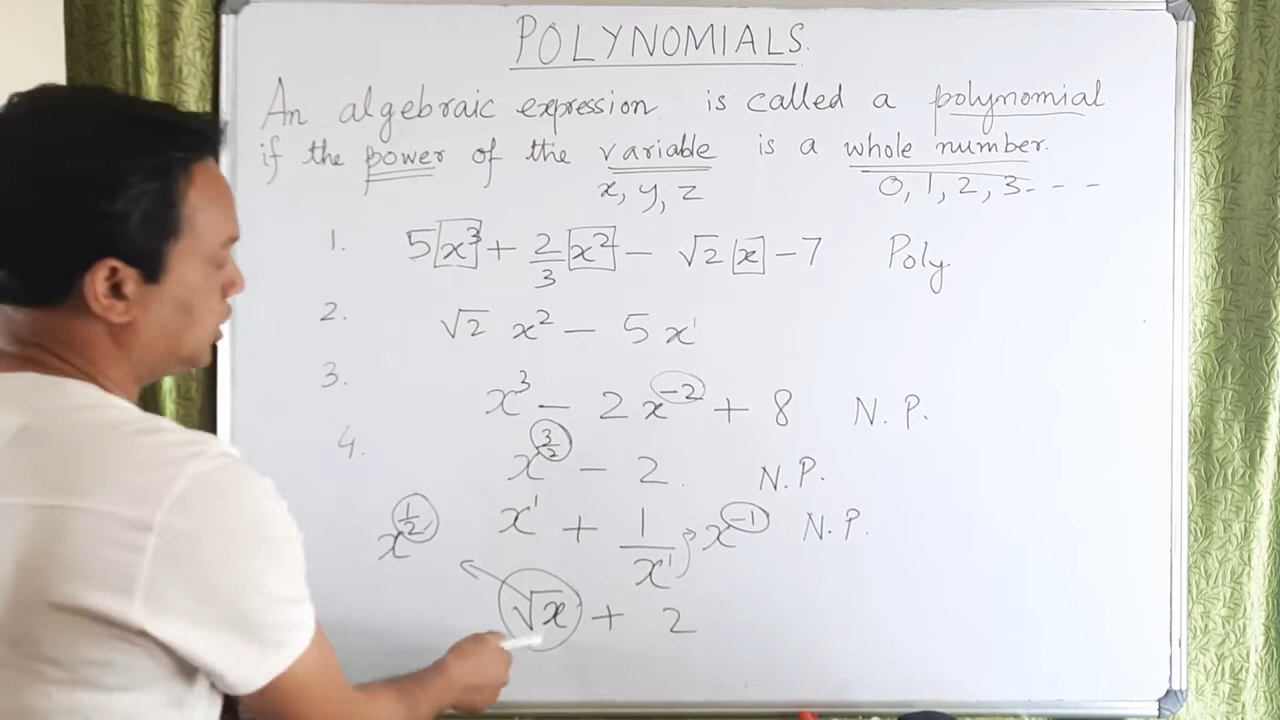 POLYNOMIALS.
An algebraic expression is called a polynomial
if the power of the variable is a whole number.
x, y, z 0, 1, 2, 3 - - -
1. 5x³ + 2/3 x² - √2 x - 7 Poly
2. √2 x² - 5x¹
3. x³ - 2x⁻² + 8 N.P.
4. x^(3/2) - 2. N.P.
x^(1/2) x¹ + 1/x¹ x⁻¹ N.P.
√x + 2